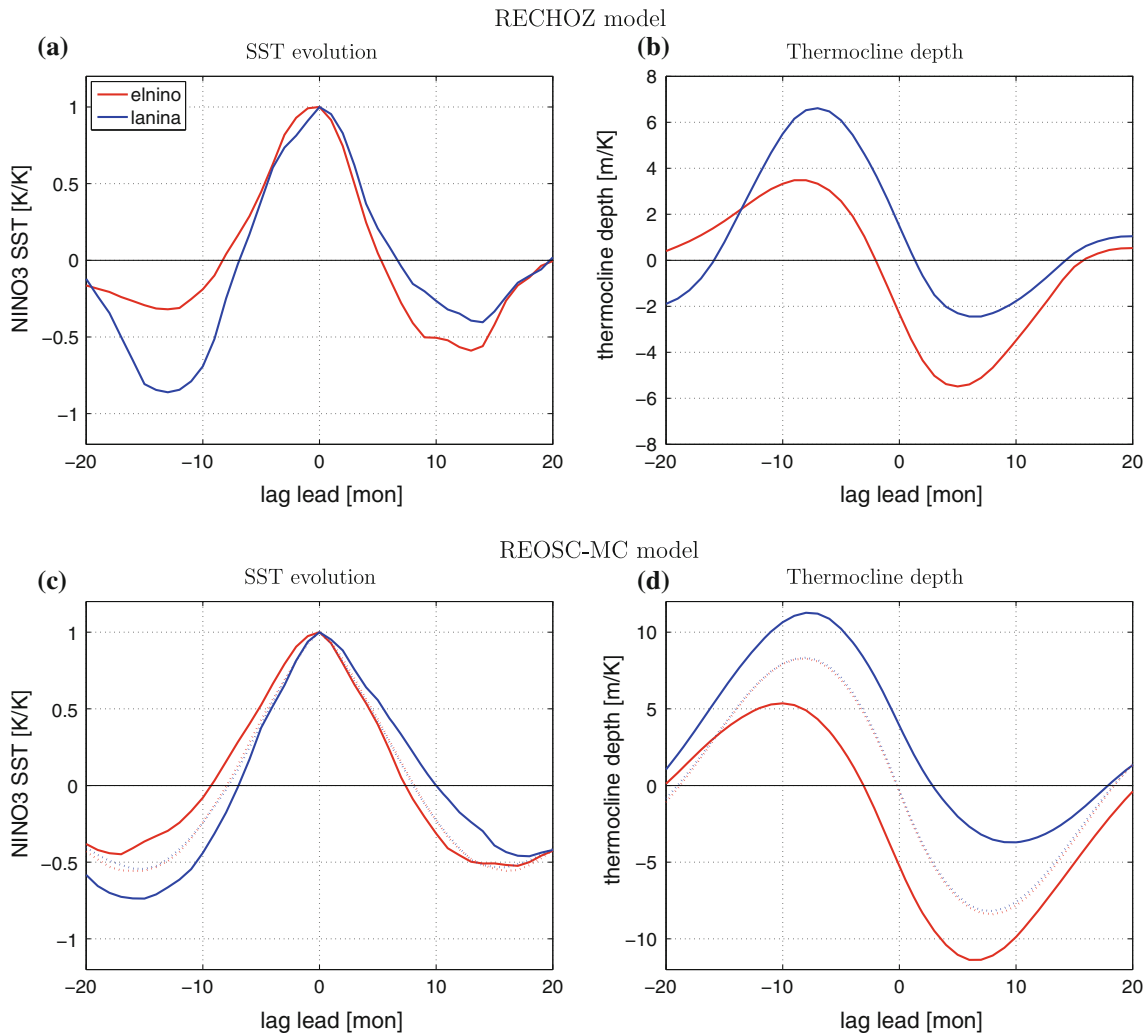 RECHOZ model
(a)
SST evolution
elnino
lanina
NINO3 SST [K/K]
1
0.5
0
−0.5
−1
−20
−10
0
10
20
lag lead [mon]
(b)
Thermocline depth
thermocline depth [m/K]
8
6
4
2
0
−2
−4
−6
−8
−20
−10
0
10
20
lag lead [mon]
REOSC-MC model
(c)
SST evolution
NINO3 SST [K/K]
1
0.5
0
−0.5
−1
−20
−10
0
10
20
lag lead [mon]
(d)
Thermocline depth
thermocline depth [m/K]
10
5
0
−5
−10
−20
−10
0
10
20
lag lead [mon]